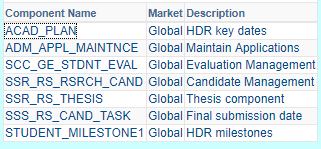 Component Name Market Description
ACAD_PLAN Global HDR key dates
ADM_APPL_MAINTNCE Global Maintain Applications
SCC_GE_STDNT_EVAL Global Evaluation Management
SSR_RS_RSRCH_CAND Global Candidate Management
SSR_RS_THESIS Global Thesis component
SSS_RS_CAND_TASK Global Final submission date
STUDENT_MILESTONE1 Global HDR milestones